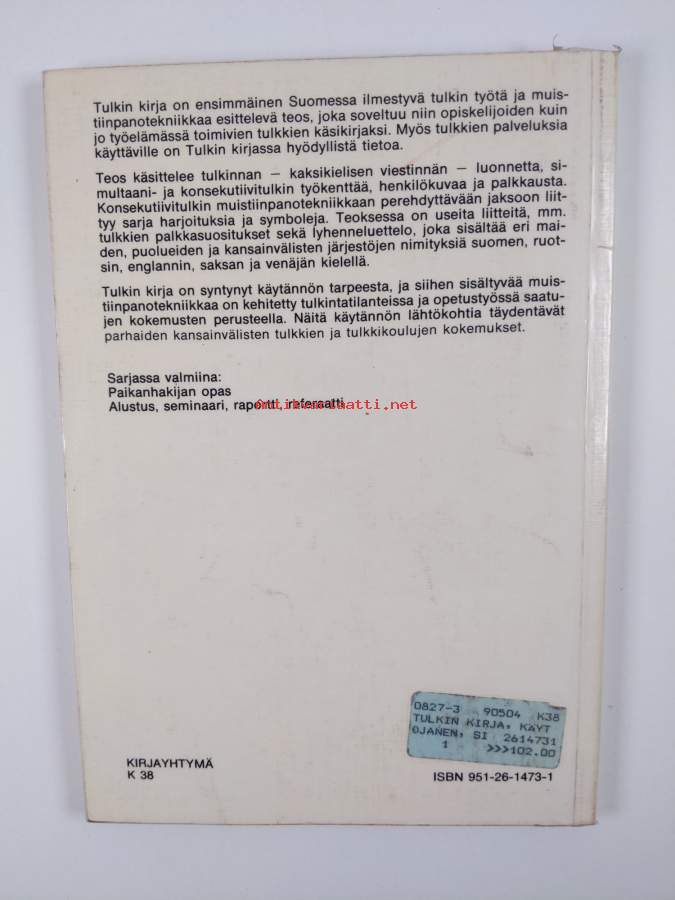 Tulkin kirja on ensimmäinen Suomessa ilmestyvä tulkin työtä ja muis-
tiinpanotekniikkaa esittelevä teos, joka soveltuu niin opiskelijoiden kuin
jo työelämässä toimivien tulkkien käsikirjaksi. Myös tulkkien palveluksia
käyttäville on Tulkin kirjassa hyödyllistä tietoa.
Teos käsittelee tulkinnan – kaksikielisen viestinnän – luonnetta, si-
multaani- ja konsekutiivitulkin työkenttää, henkilökuvaa ja palkkausta.
Konsekutiivitulkin muistiinpanotekniikkaan perehdyttävään jaksoon liit-
tyy sarja harjoituksia ja symboleja. Teoksessa on useita liitteitä, mm.
tulkkien palkkasuositukset sekä lyhenneluettelo, joka sisältää eri mai-
den, puolueiden ja kansainvälisten järjestöjen nimityksiä suomen, ruot-
sin, englannin, saksan ja venäjän kielellä.
Tulkin kirja on syntynyt käytännön tarpeesta, ja siihen sisältyvää muis-
tiinpanotekniikkaa on kehitetty tulkintatilanteissa ja opetustyössä saatu-
jen kokemusten perusteella. Näitä käytännön lähtökohtia täydentävät
parhaiden kansainvälisten tulkkien ja tulkkikoulujen kokemukset.
Sarjassa valmiina:
Paikanhakijan opas
Alustus, seminaari, raportti, referaatti
Antikvariaatti.net
0827-3 90504 K38
TULKIN KIRJA, KÄYT
OJANEN, SI 2614731
1 >>>102.00
KIRJAYHTYMÄ
K 38
ISBN 951-26-1473-1